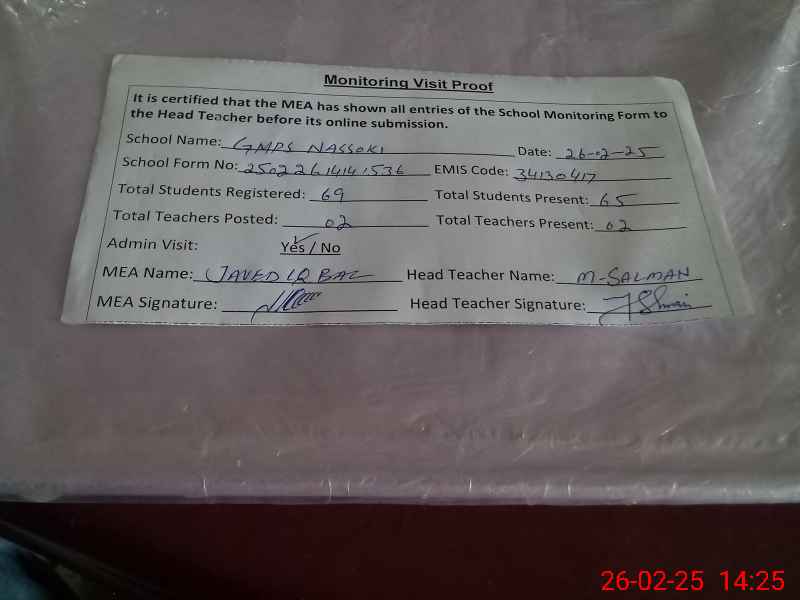 Monitoring Visit Proof
It is certified that the MEA has shown all entries of the School Monitoring Form to
the Head Teacher before its online submission.
School Name: GMPS NASSOKI Date: 26-02-25
School Form No: 25022614141536 EMIS Code: 34130417
Total Students Registered: 69 Total Students Present: 65
Total Teachers Posted: 02 Total Teachers Present: 02
Admin Visit: Yes / No
MEA Name: JAVED IQBAL Head Teacher Name: M-SALMAN
MEA Signature: Head Teacher Signature:
26-02-25 14:25